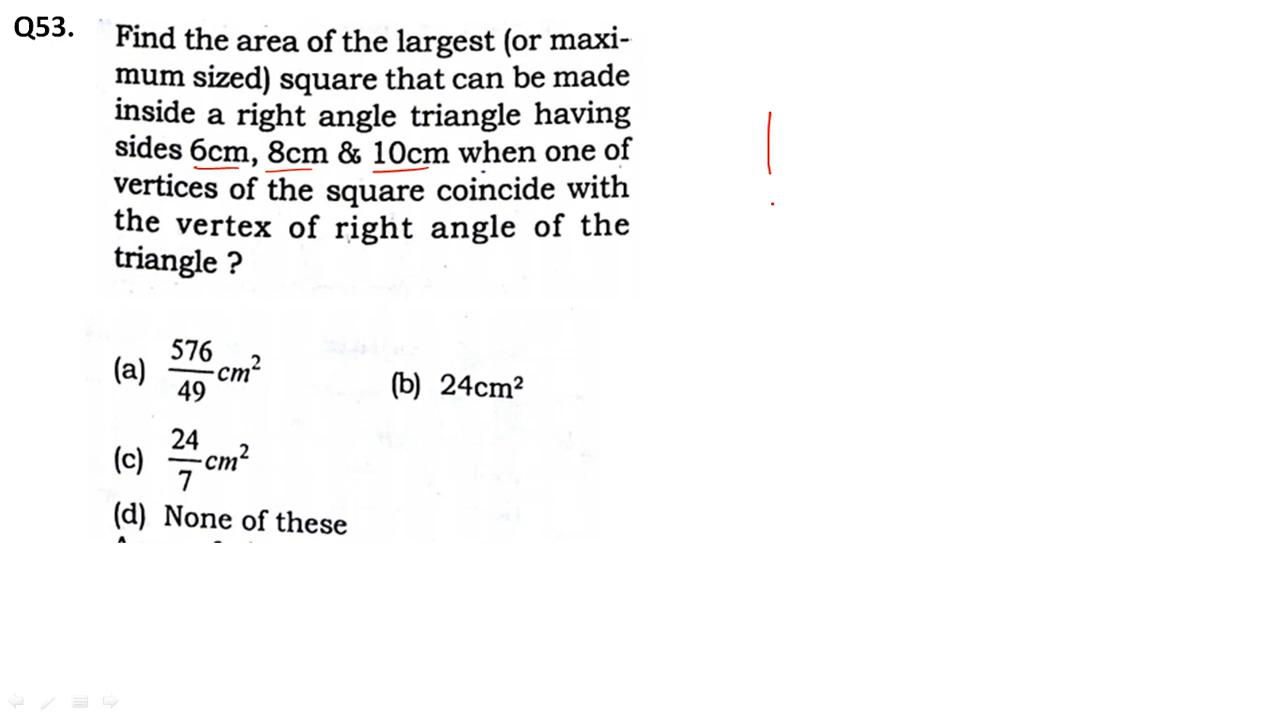 Q53.
Find the area of the largest (or maxi-
mum sized) square that can be made
inside a right angle triangle having
sides 6cm, 8cm & 10cm when one of
vertices of the square coincide with
the vertex of right angle of the
triangle ?
(a) 576/49 cm²
(b) 24cm²
(c) 24/7 cm²
(d) None of these